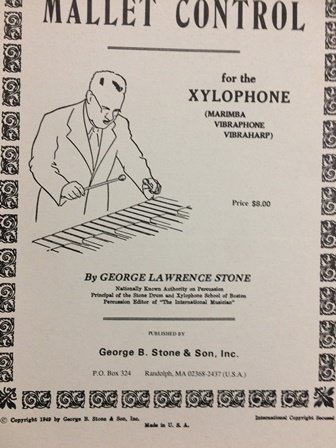 MALLET CONTROL
for the
XYLOPHONE
(MARIMBA
VIBRAPHONE
VIBRAHARP)
Price $8.00
By GEORGE LAWRENCE STONE
Nationally Known Authority on Percussion
Principal of the Stone Drum and Xylophone School of Boston
Percussion Editor of "The International Musician"
PUBLISHED BY
George B. Stone & Son, Inc.
P.O. Box 324 Randolph, MA 02368-2437 (U.S.A.)
© Copyright 1949 by George B. Stone & Son, Inc. International Copyright
Made in U. S. A.